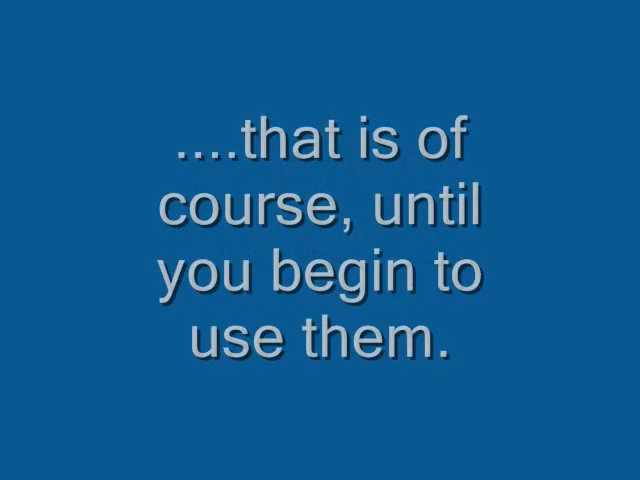 ....that is of
course, until
you begin to
use them.